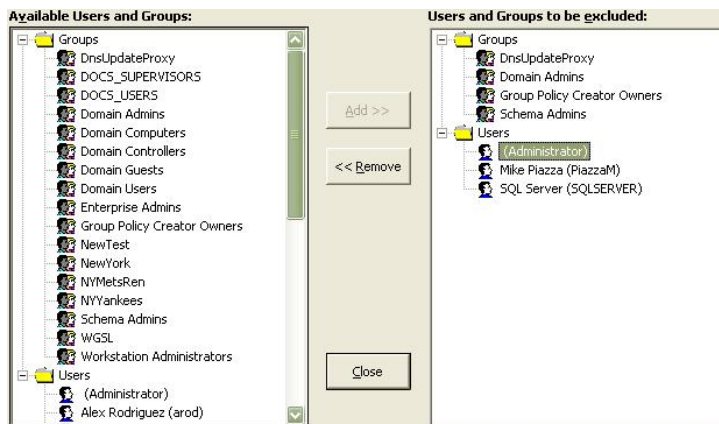 Available Users and Groups:
Groups
DnsUpdateProxy
DOCS_SUPERVISORS
DOCS_USERS
Domain Admins
Domain Computers
Domain Controllers
Domain Guests
Domain Users
Enterprise Admins
Group Policy Creator Owners
NewTest
NewYork
NYMetsRen
NYYankees
Schema Admins
WGSL
Workstation Administrators
Users
(Administrator)
Alex Rodriguez (arod)
Add >>
<< Remove
Close
Users and Groups to be excluded:
Groups
DnsUpdateProxy
Domain Admins
Group Policy Creator Owners
Schema Admins
Users
(Administrator)
Mike Piazza (PiazzaM)
SQL Server (SQLSERVER)